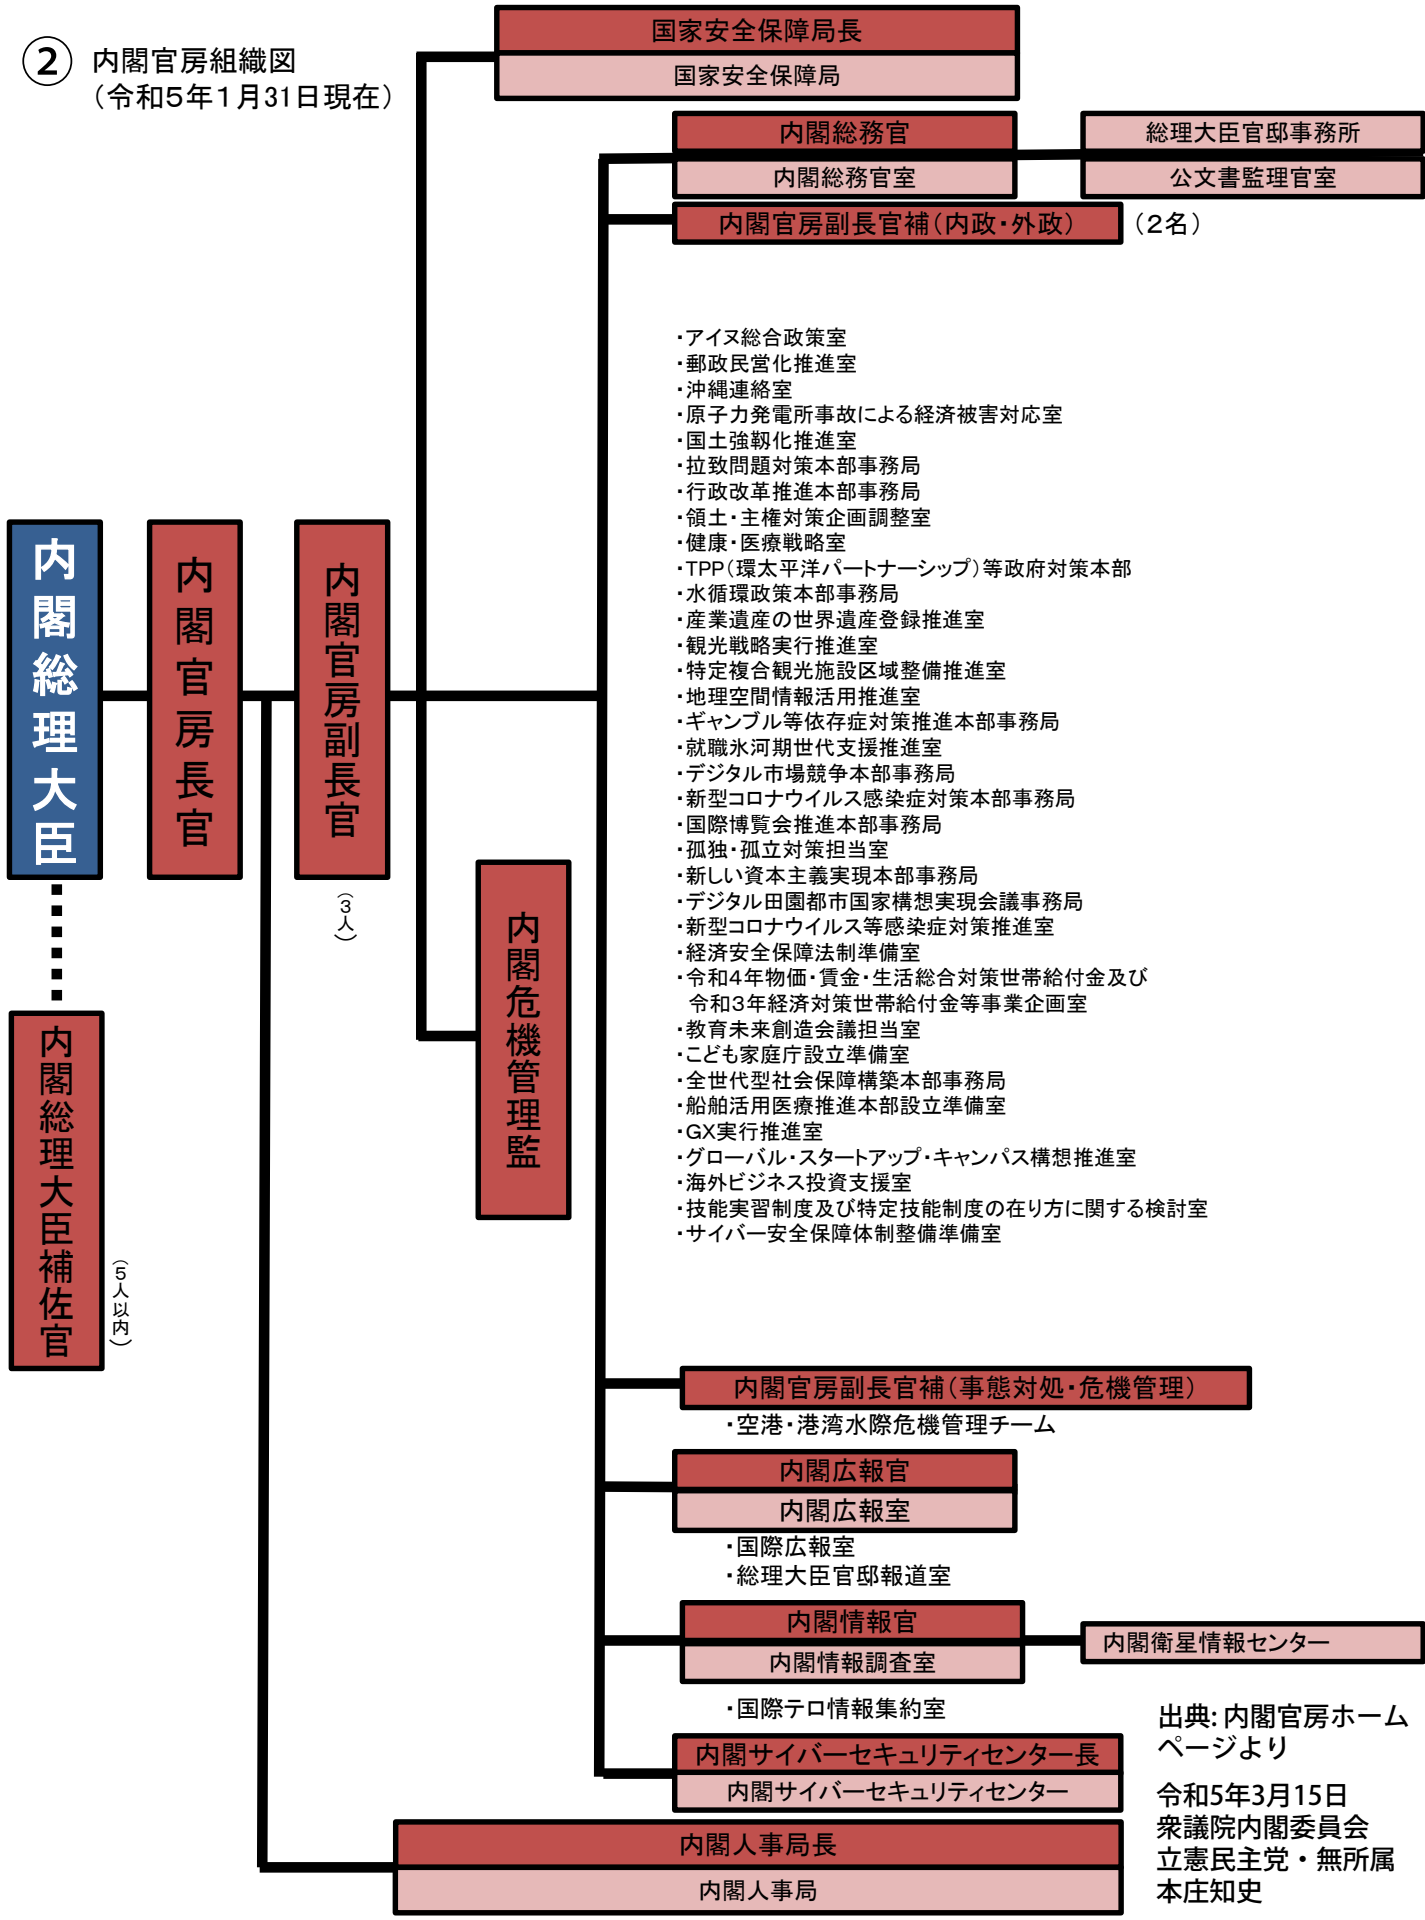 ② 内閣官房組織図
（令和５年１月31日現在）
国家安全保障局長
国家安全保障局
内閣総務官
内閣総務官室
総理大臣官邸事務所
公文書監理官室
内閣官房副長官補（内政・外政）
（２名）
・アイヌ総合政策室
・郵政民営化推進室
・沖縄連絡室
・原子力発電所事故による経済被害対応室
・国土強靱化推進室
・拉致問題対策本部事務局
・行政改革推進本部事務局
・領土・主権対策企画調整室
・健康・医療戦略室
・TPP（環太平洋パートナーシップ）等政府対策本部
・水循環政策本部事務局
・産業遺産の世界遺産登録推進室
・観光戦略実行推進室
・特定複合観光施設区域整備推進室
・地理空間情報活用推進室
・ギャンブル等依存症対策推進本部事務局
・就職氷河期世代支援推進室
・デジタル市場競争本部事務局
・新型コロナウイルス感染症対策本部事務局
・国際博覧会推進本部事務局
・孤独・孤立対策担当室
・新しい資本主義実現本部事務局
・デジタル田園都市国家構想実現会議事務局
・新型コロナウイルス等感染症対策推進室
・経済安全保障法制準備室
・令和４年物価・賃金・生活総合対策世帯給付金及び
令和３年経済対策世帯給付金等事業企画室
・教育未来創造会議担当室
・こども家庭庁設立準備室
・全世代型社会保障構築本部事務局
・船舶活用医療推進本部設立準備室
・GX実行推進室
・グローバル・スタートアップ・キャンパス構想推進室
・海外ビジネス投資支援室
・技能実習制度及び特定技能制度の在り方に関する検討室
・サイバー安全保障体制整備準備室
内閣総理大臣
内閣官房長官
内閣官房副長官
（３人）
内閣危機管理監
内閣総理大臣補佐官
（５人以内）
内閣官房副長官補（事態対処・危機管理）
・空港・港湾水際危機管理チーム
内閣広報官
内閣広報室
・国際広報室
・総理大臣官邸報道室
内閣情報官
内閣情報調査室
内閣衛星情報センター
・国際テロ情報集約室
内閣サイバーセキュリティセンター長
内閣サイバーセキュリティセンター
内閣人事局長
内閣人事局
出典: 内閣官房ホーム
ページより
令和5年3月15日
衆議院内閣委員会
立憲民主党・無所属
本庄知史